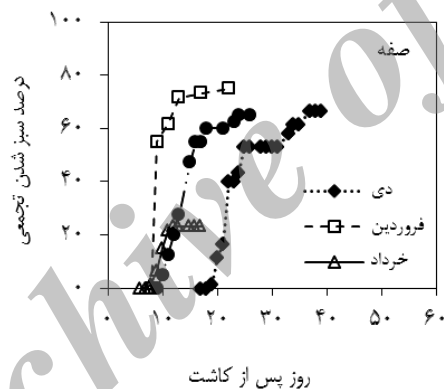 صفه
درصد سبز شدن تجمعی
۱۰۰
۸۰
۶۰
۴۰
۲۰
۰
دی
فروردین
خرداد
۰ ۱۰ ۲۰ ۳۰ ۴۰ ۵۰ ۶۰
روز پس از کاشت